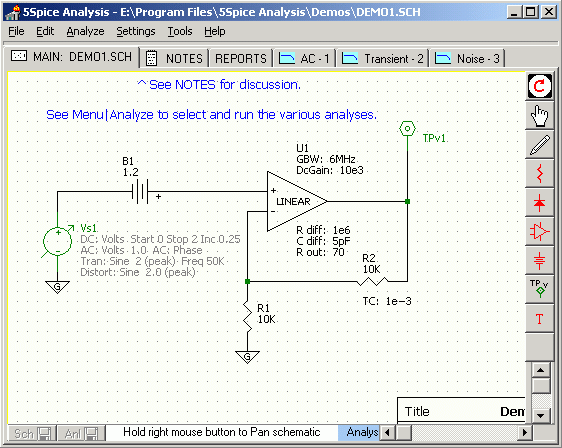 5Spice Analysis - E:\Program Files\5Spice Analysis\Demos\DEMO1.SCH
File Edit Analyze Settings Tools Help
MAIN: DEMO1.SCH NOTES REPORTS AC - 1 Transient - 2 Noise - 3
^See NOTES for discussion.
See Menu|Analyze to select and run the various analyses.
TPv1
U1
GBW: 6MHz
DcGain: 10e3
B1
1.2
+
+
LINEAR
-
Vs1
DC: Volts Start 0 Stop 2 Inc 0.25
AC: Volts 1.0 AC: Phase
Tran: Sine 2 (peak) Freq 50K
Distort: Sine 2.0 (peak)
+
-
G
R diff: 1e6
C diff: 5pF
R out: 70
R2
10K
TC: 1e-3
R1
10K
G
C
TP.v
T
Title Dem
Sch Anl Hold right mouse button to Pan schematic Analys